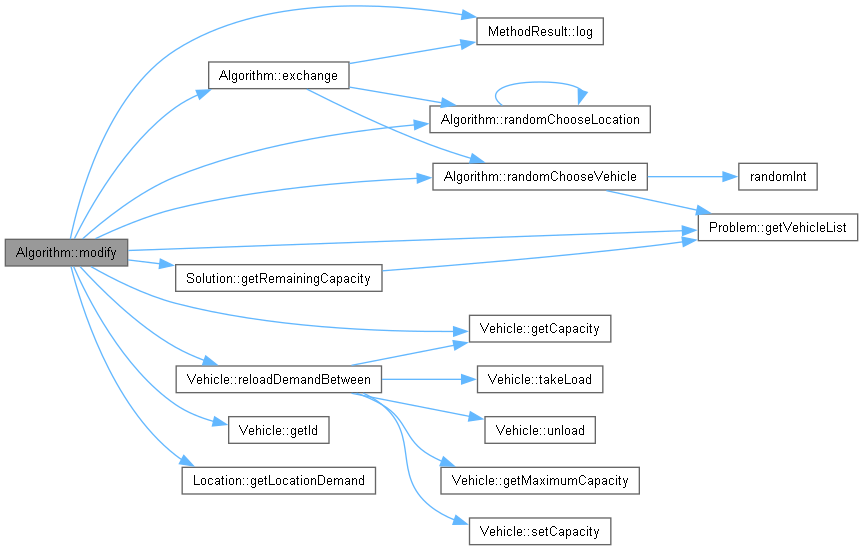 MethodResult::log
Algorithm::exchange
Algorithm::randomChooseLocation
Algorithm::randomChooseVehicle
randomInt
Problem::getVehicleList
Algorithm::modify
Solution::getRemainingCapacity
Vehicle::getCapacity
Vehicle::reloadDemandBetween
Vehicle::takeLoad
Vehicle::getId
Vehicle::unload
Location::getLocationDemand
Vehicle::getMaximumCapacity
Vehicle::setCapacity